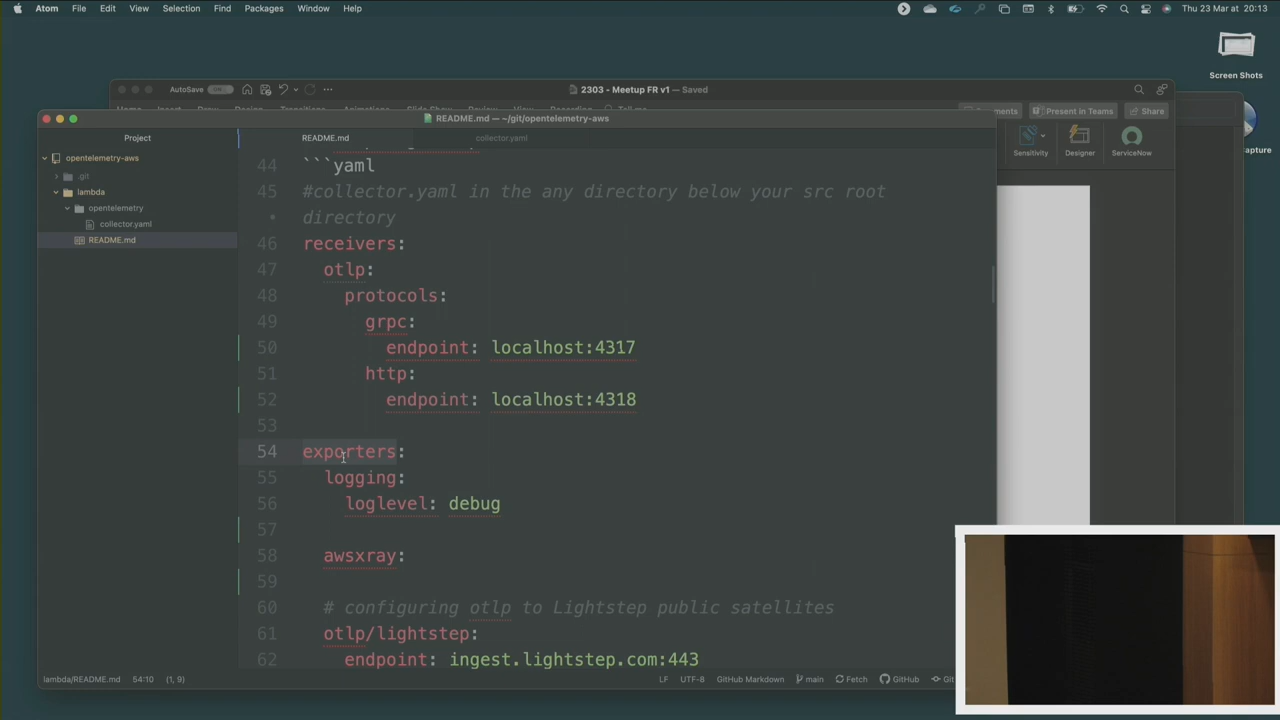 Atom File Edit View Selection Find Packages Window Help
Thu 23 Mar at 20:13
Screen Shots
AutoSave
2303 - Meetup FR v1 — Saved
Present in Teams
Share
Sensitivity
Designer
ServiceNow
README.md — ~/git/opentelemetry-aws
Project
README.md
collector.yaml
opentelemetry-aws
.git
lambda
opentelemetry
collector.yaml
README.md
44 ```yaml
45 #collector.yaml in the any directory below your src root
• directory
46 receivers:
47 otlp:
48 protocols:
49 grpc:
50 endpoint: localhost:4317
51 http:
52 endpoint: localhost:4318
53
54 exporters:
55 logging:
56 loglevel: debug
57
58 awsxray:
59
60 # configuring otlp to Lightstep public satellites
61 otlp/lightstep:
62 endpoint: ingest.lightstep.com:443
lambda/README.md 54:10 (1, 9)
LF UTF-8 GitHub Markdown main Fetch GitHub